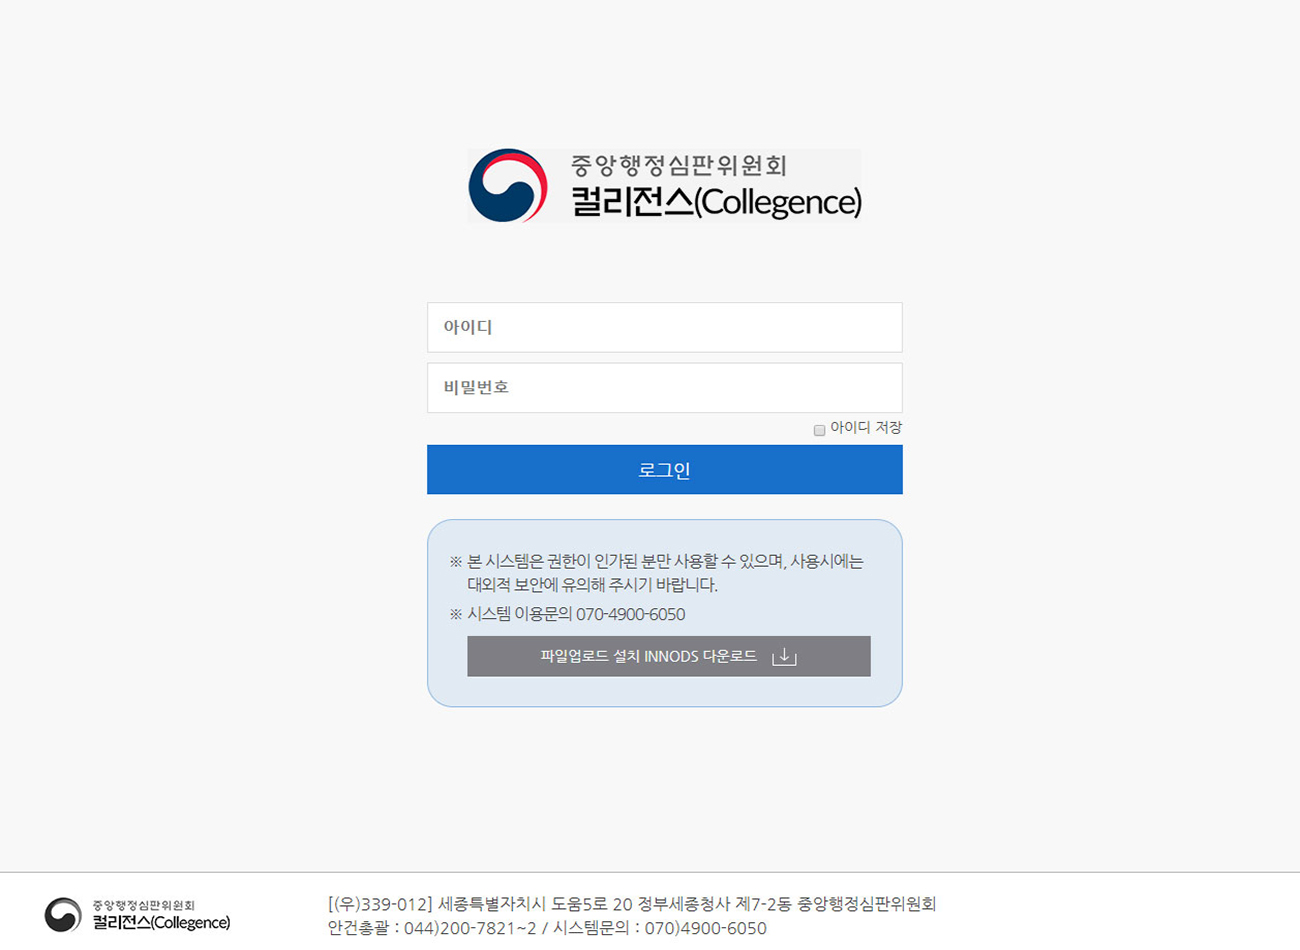 중앙행정심판위원회
컬리전스(Collegence)
아이디
비밀번호
아이디 저장
로그인
※ 본 시스템은 권한이 인가된 분만 사용할 수 있으며, 사용시에는
대외적 보안에 유의해 주시기 바랍니다.
※ 시스템 이용문의 070-4900-6050
파일업로드 설치 INNODS 다운로드
중앙행정심판위원회
컬리전스(Collegence)
[(우)339-012] 세종특별자치시 도움5로 20 정부세종청사 제7-2동 중앙행정심판위원회
안건총괄 : 044)200-7821~2 / 시스템문의 : 070)4900-6050